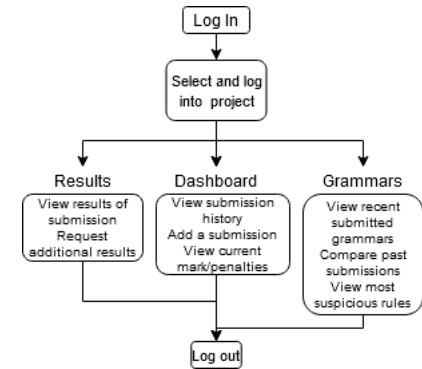 Log In
Select and log
into project
Results
View results of
submission
Request
additional results
Dashboard
View submission
history
Add a submission
View current
mark/penalties
Grammars
View recent
submitted
grammars
Compare past
submissions
View most
suspicious rules
Log out